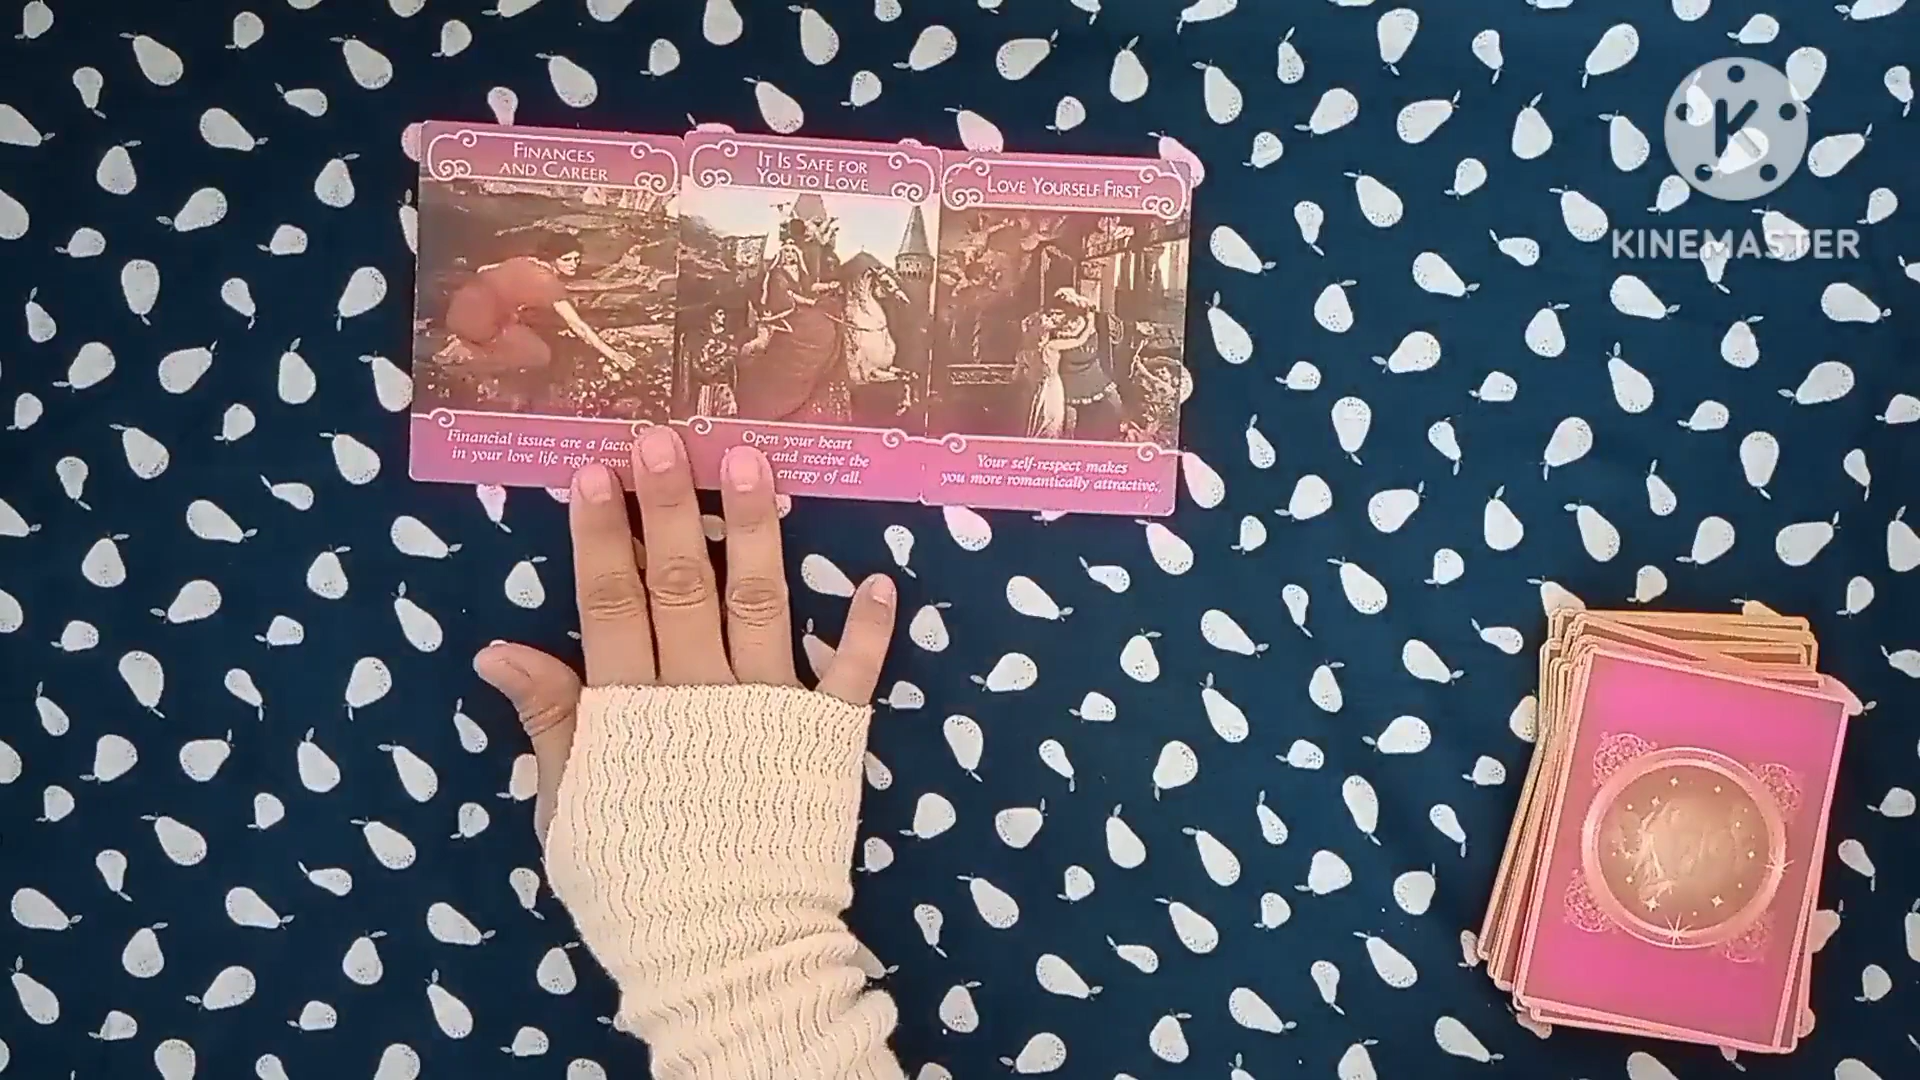 FINANCES
AND CAREER
Financial issues are a facto
in your love life right now.
IT IS SAFE FOR
YOU TO LOVE
Open your heart
and receive the
energy of all.
LOVE YOURSELF FIRST
Your self-respect makes
you more romantically attractive.
K
KINEMASTER